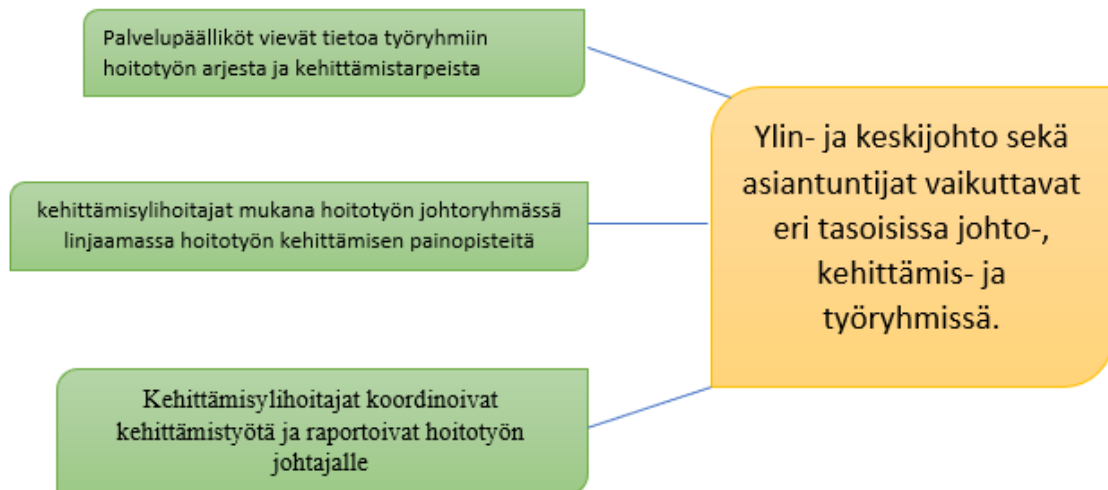 Palvelupäälliköt vievät tietoa työryhmiin
hoitotyön arjesta ja kehittämistarpeista
kehittämisylihoitajat mukana hoitotyön johtoryhmässä
linjaamassa hoitotyön kehittämisen painopisteitä
Kehittämisylihoitajat koordinoivat
kehittämistyötä ja raportoivat hoitotyön
johtajalle
Ylin- ja keskijohto sekä
asiantuntijat vaikuttavat
eri tasoisissa johto-,
kehittämis- ja
työryhmissä.